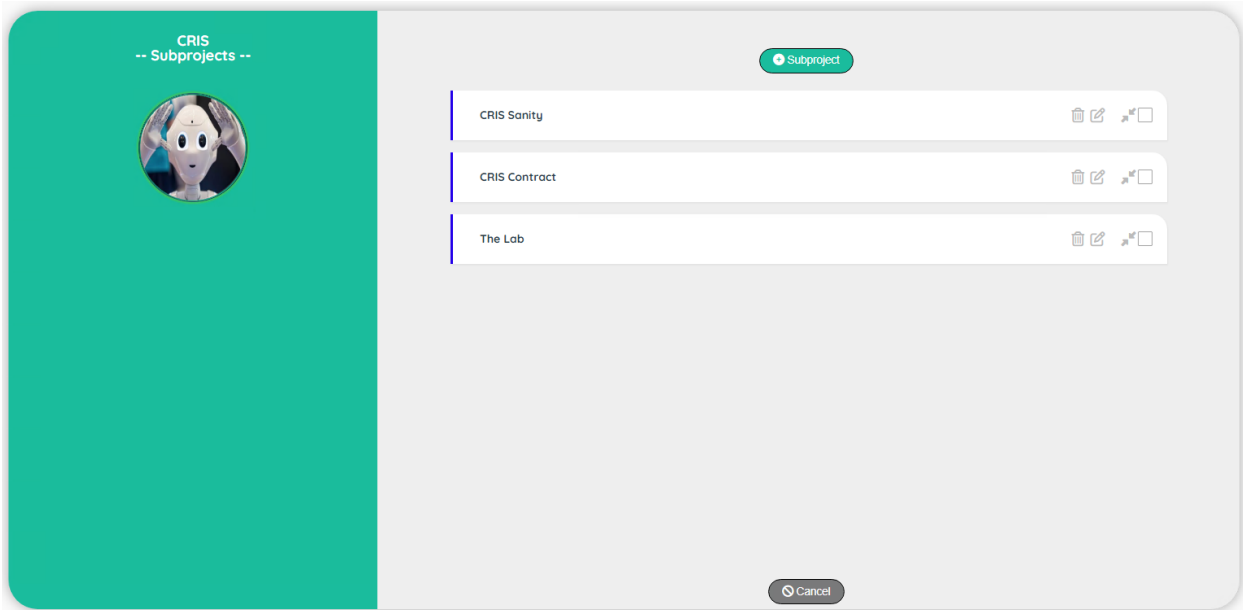 CRIS
-- Subprojects --
Subproject
CRIS Sanity
CRIS Contract
The Lab
Cancel